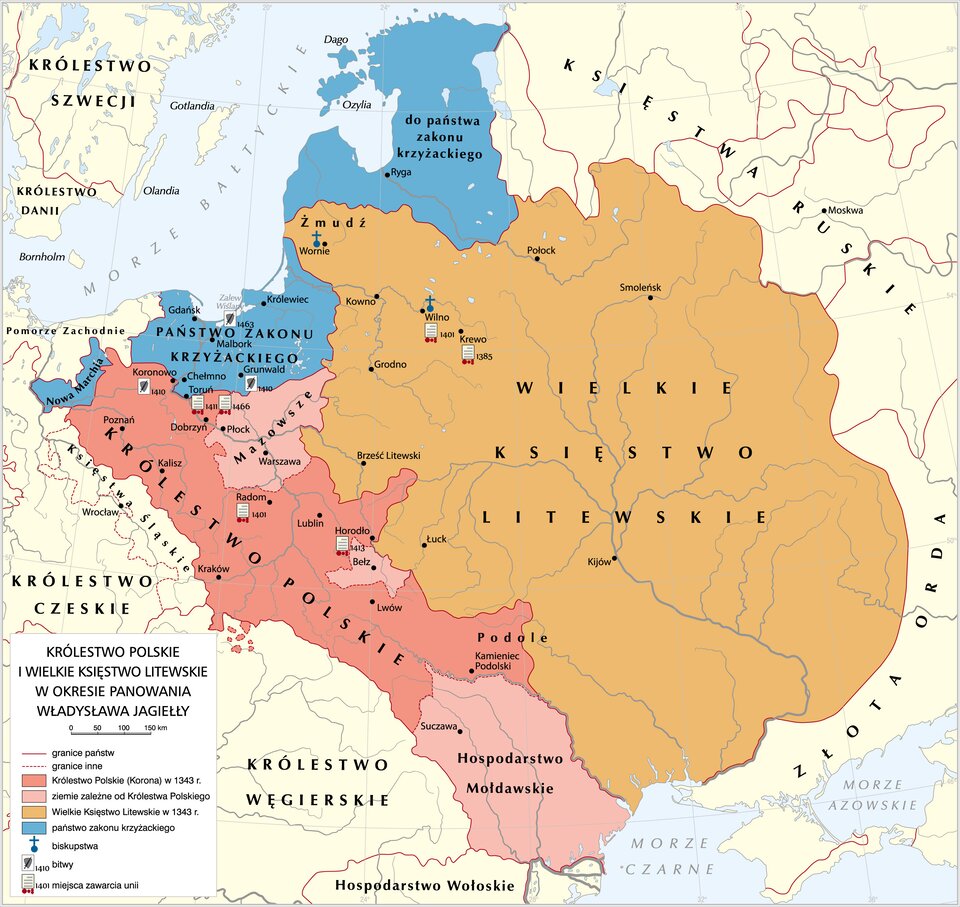 KRÓLESTWO
SZWECJI
Gotlandia
Dago
Ozylia
do państwa
zakonu
krzyżackiego
Ryga
KSIĘSTWA
RUSKIE
Moskwa
KRÓLESTWO
DANII
Olandia
Bornholm
MORZE BAŁTYCKIE
Żmudź
Wornie
Połock
Smoleńsk
Kowno
Wilno
1401
Krewo
1385
Grodno
Zalew
Wiślany
1463
Królewiec
Gdańsk
PAŃSTWO ZAKONU
KRZYŻACKIEGO
Malbork
Pomorze Zachodnie
Nowa Marchia
Koronowo
1410
Chełmno
Toruń
1411
1466
Grunwald
1410
Dobrzyń
Płock
Mazowsze
Warszawa
Poznań
Kalisz
KRÓLESTWO POLSKIE
Księstwa Śląskie
Wrocław
Brześć Litewski
Radom
1401
Lublin
Horodło
1413
Bełz
Łuck
Kijów
WIELKIE
KSIĘSTWO
LITEWSKIE
Kraków
Lwów
Podole
Kamieniec
Podolski
KRÓLESTWO
CZESKIE
Suczawa
Hospodarstwo
Mołdawskie
KRÓLESTWO
WĘGIERSKIE
Hospodarstwo Wołoskie
ZŁOTA ORDA
MORZE
AZOWSKIE
MORZE
CZARNE
KRÓLESTWO POLSKIE
I WIELKIE KSIĘSTWO LITEWSKIE
W OKRESIE PANOWANIA
WŁADYSŁAWA JAGIEŁŁY
0 50 100 150 km
granice państw
granice inne
Królestwo Polskie (Korona) w 1343 r.
ziemie zależne od Królestwa Polskiego
Wielkie Księstwo Litewskie w 1343 r.
państwo zakonu krzyżackiego
biskupstwa
1410 bitwy
1401 miejsca zawarcia unii